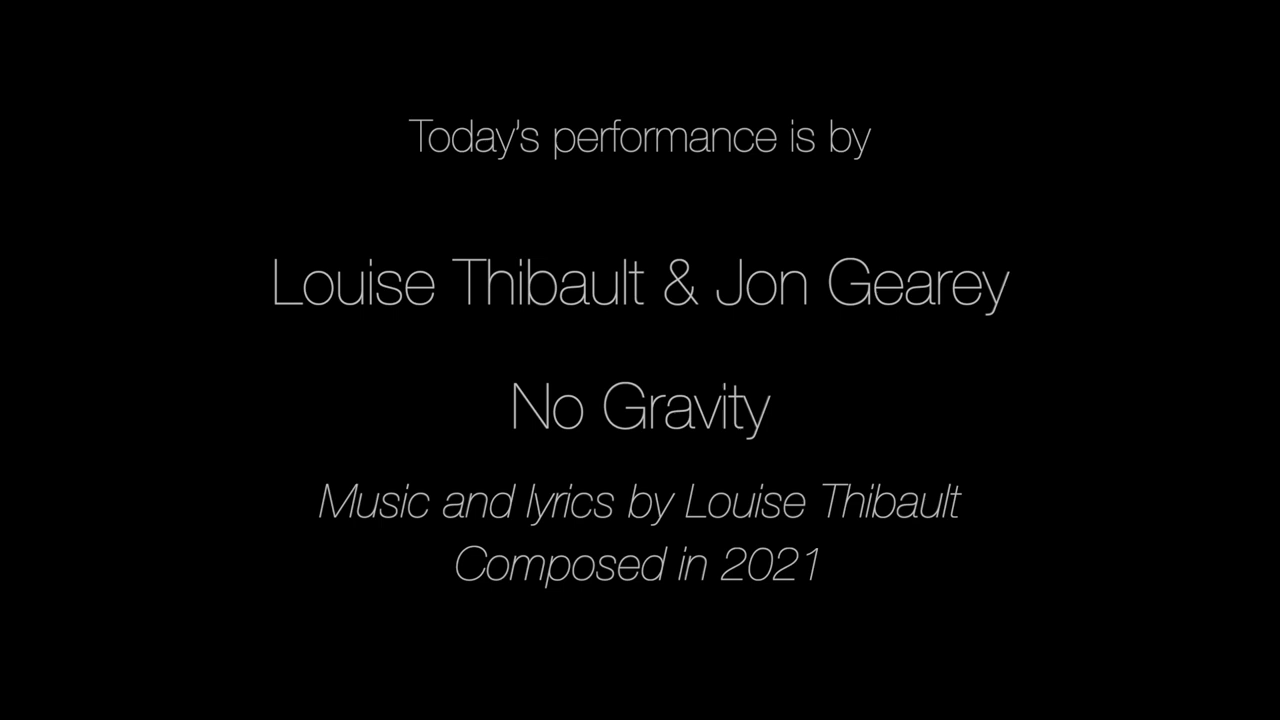 Today's performance is by
Louise Thibault & Jon Gearey
No Gravity
Music and lyrics by Louise Thibault
Composed in 2021